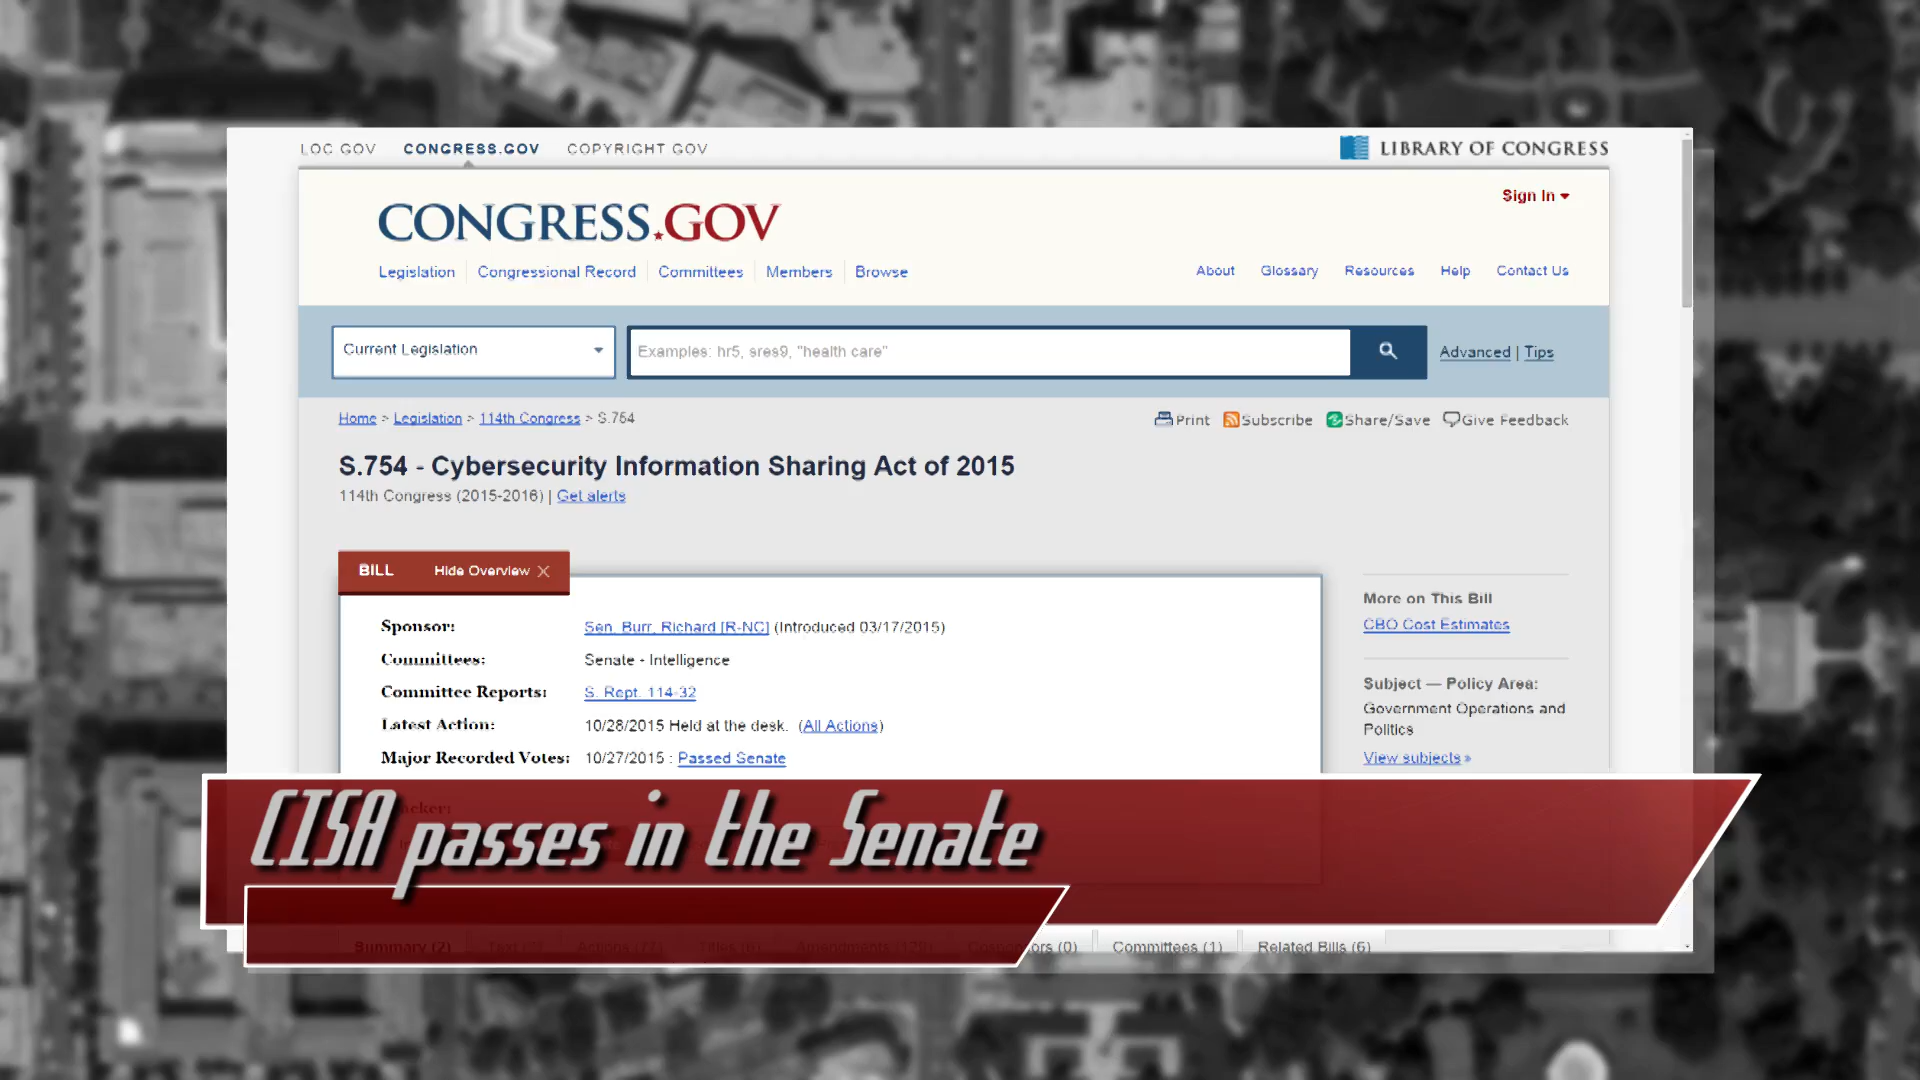 LOC GOV CONGRESS.GOV COPYRIGHT GOV LIBRARY OF CONGRESS
Sign In
CONGRESS.GOV
Legislation Congressional Record Committees Members Browse About Glossary Resources Help Contact Us
Current Legislation Examples: hr5, sres9, "health care" Advanced | Tips
Home > Legislation > 114th Congress > S.754 Print Subscribe Share/Save Give Feedback
S.754 - Cybersecurity Information Sharing Act of 2015
114th Congress (2015-2016) | Get alerts
BILL Hide Overview X
Sponsor: Sen. Burr, Richard [R-NC] (Introduced 03/17/2015)
Committees: Senate - Intelligence
Committee Reports: S. Rept. 114-32
Latest Action: 10/28/2015 Held at the desk. (All Actions)
Major Recorded Votes: 10/27/2015 : Passed Senate
More on This Bill
CBO Cost Estimates
Subject — Policy Area:
Government Operations and
Politics
View subjects »
CISA passes in the Senate
Summary (2) Actions (77) Titles (6) Committees (1) Related Bills (6)